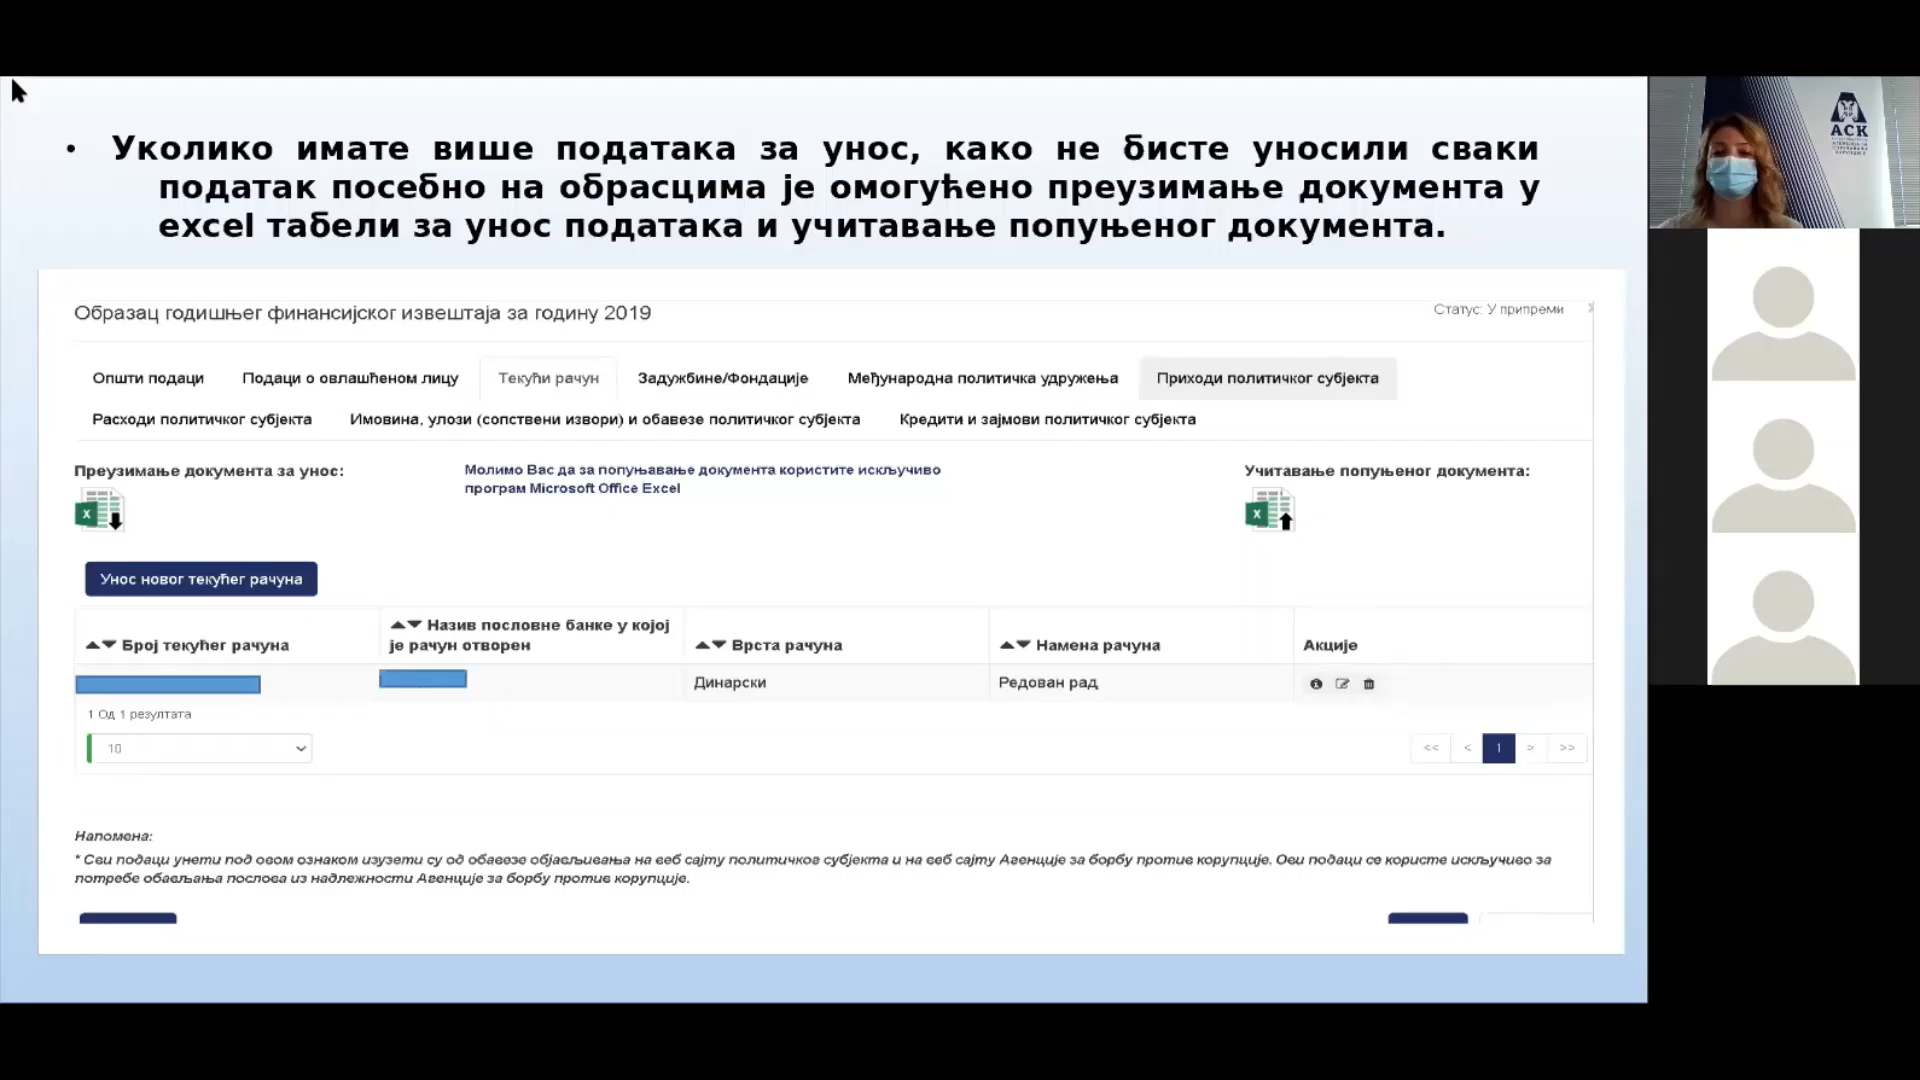 • Уколико имате више података за унос, како не бисте уносили сваки
податак посебно на обрасцима је омогућено преузимање документа у
excel табели за унос података и учитавање попуњеног документа.
АСК
Образац годишњег финансијског извештаја за годину 2019
Статус: У припреми
Општи подаци Подаци о овлашћеном лицу Текући рачун Задужбине/Фондације Међународна политичка удружења Приходи политичког субјекта
Расходи политичког субјекта Имовина, улози (сопствени извори) и обавезе политичког субјекта Кредити и зајмови политичког субјекта
Преузимање документа за унос:
Молимо Вас да за попуњавање документа користите искључиво
програм Microsoft Office Excel
Учитавање попуњеног документа:
Унос новог текућег рачуна
Број текућег рачуна
Назив пословне банке у којој
је рачун отворен
Врста рачуна
Намена рачуна
Акције
Динарски
Редован рад
1 Од 1 резултата
10
<< < 1 > >>
Напомена:
* Сви подаци унети под овом ознаком изузети су од обавезе објављивања на веб сајту политичког субјекта и на веб сајту Агенције за борбу против корупције. Ови подаци се користе искључиво за
потребе обављања послова из надлежности Агенције за борбу против корупције.